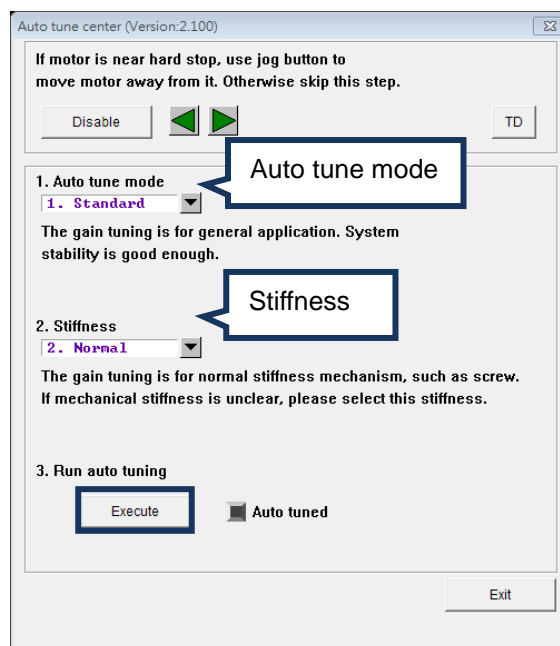 Auto tune center (Version:2.100)
If motor is near hard stop, use jog button to
move motor away from it. Otherwise skip this step.
Disable
TD
Auto tune mode
1. Auto tune mode
1. Standard
The gain tuning is for general application. System
stability is good enough.
Stiffness
2. Stiffness
2. Normal
The gain tuning is for normal stiffness mechanism, such as screw.
If mechanical stiffness is unclear, please select this stiffness.
3. Run auto tuning
Execute
Auto tuned
Exit